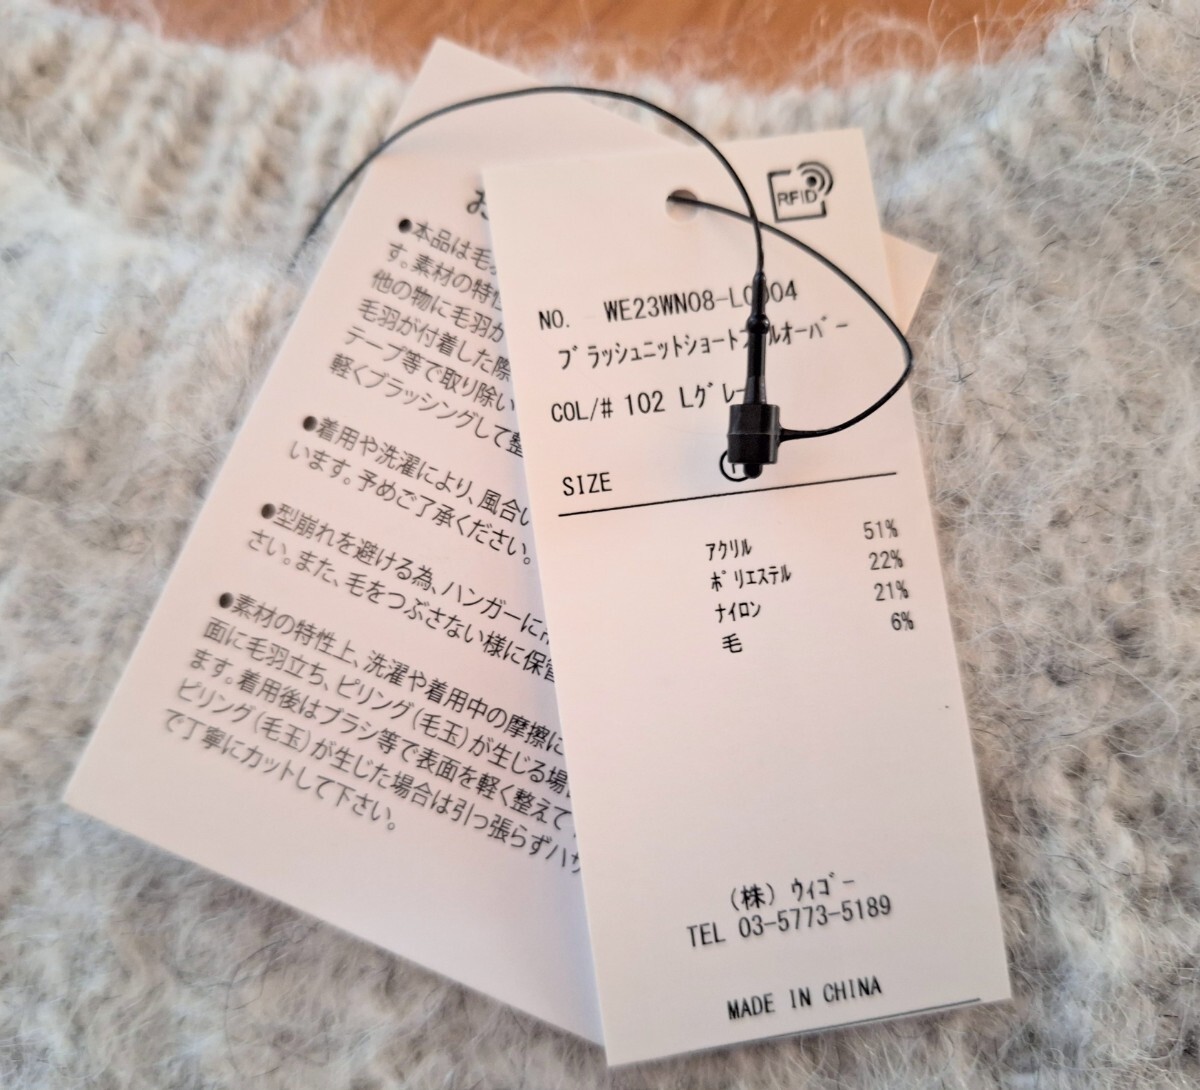 お
●本品は毛
す。素材の特性
他の物に毛羽が
毛羽が付着した際
テープ等で取り除い
軽くブラッシングして整
●着用や洗濯により、風合い
います。予めご了承ください。
●型崩れを避ける為、ハンガーに
さい。また、毛をつぶさない様に保管
●素材の特性上、洗濯や着用中の摩擦に
面に毛羽立ち、ピリング(毛玉)が生じる場
ます。着用後はブラシ等で表面を軽く整えて
ピリング(毛玉)が生じた場合は引っ張らずハサ
で丁寧にカットして下さい。
RFID
NO. WE23WN08-L0004
ﾌﾞﾗｯｼｭﾆｯﾄｼｮｰﾄﾌﾟﾙｵｰﾊﾞｰ
COL/# 102 Lｸﾞﾚｰ
SIZE
ｱｸﾘﾙ 51%
ﾎﾟﾘｴｽﾃﾙ 22%
ﾅｲﾛﾝ 21%
毛 6%
(株) ｳｨｺﾞｰ
TEL 03-5773-5189
MADE IN CHINA